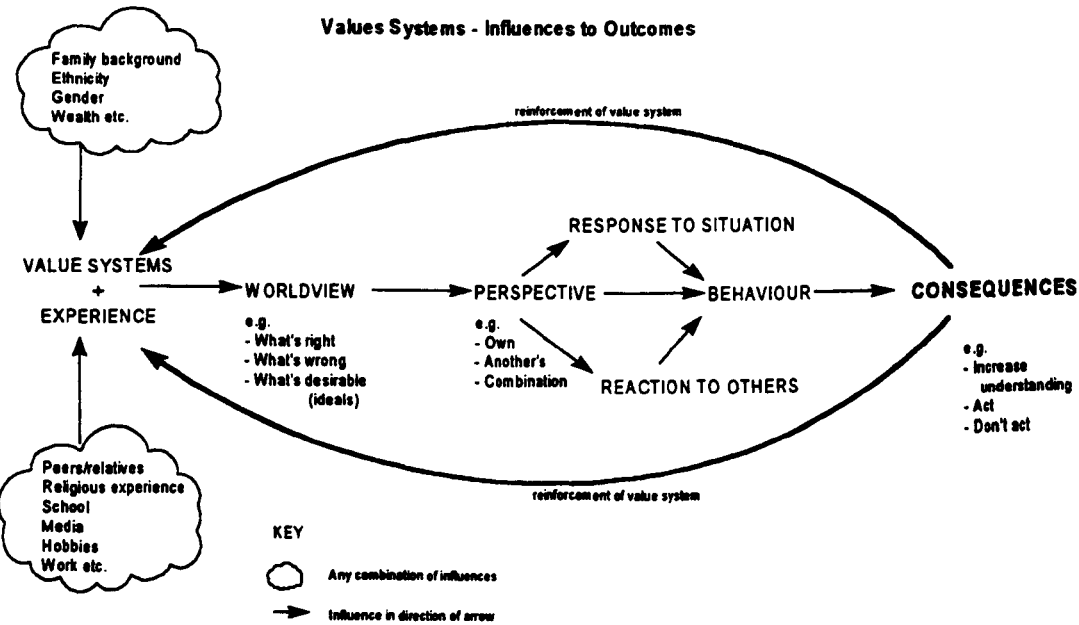 Values Systems - Influences to Outcomes
Family background
Ethnicity
Gender
Wealth etc.
reinforcement of value system
RESPONSE TO SITUATION
VALUE SYSTEMS
+
EXPERIENCE
WORLDVIEW
e.g.
- What's right
- What's wrong
- What's desirable
(ideals)
PERSPECTIVE
e.g.
- Own
- Another's
- Combination
BEHAVIOUR
REACTION TO OTHERS
CONSEQUENCES
e.g.
- Increase
understanding
- Act
- Don't act
reinforcement of value system
Peers/relatives
Religious experience
School
Media
Hobbies
Work etc.
KEY
Any combination of influences
Influence in direction of arrow